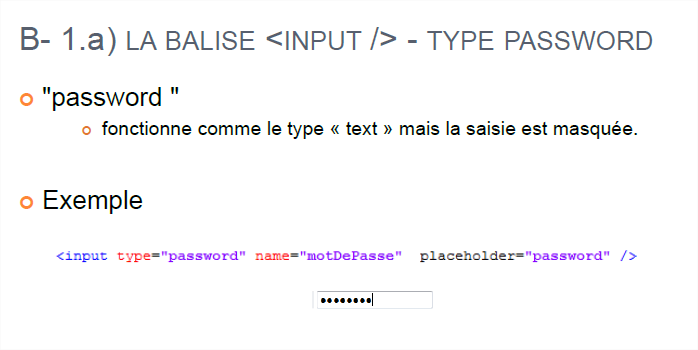 B- 1.a) LA BALISE <INPUT /> - TYPE PASSWORD
"password "
fonctionne comme le type « text » mais la saisie est masquée.
Exemple
<input type="password" name="motDePasse"  placeholder="password" />
••••••••